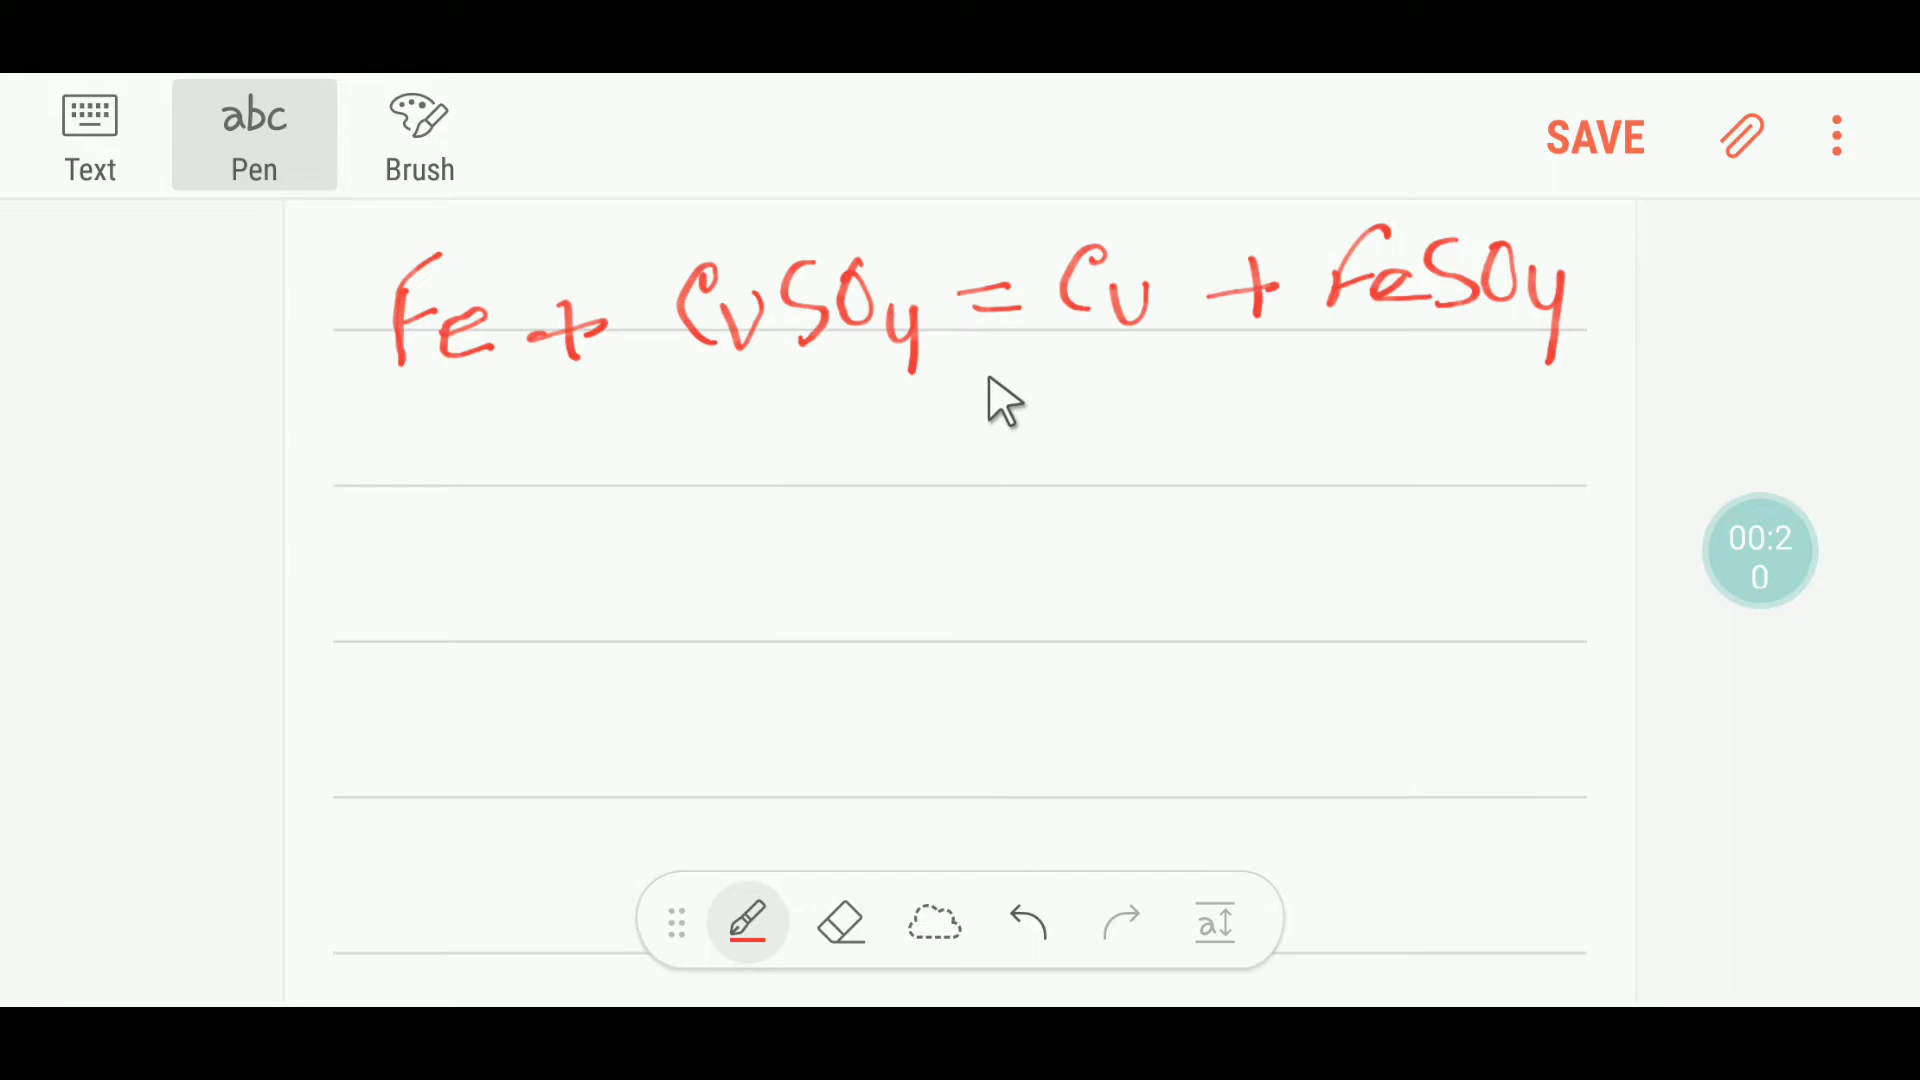 Text
abc
Pen
Brush
SAVE
Fe + CuSO4 = Cu + FeSO4
00:2
0
a